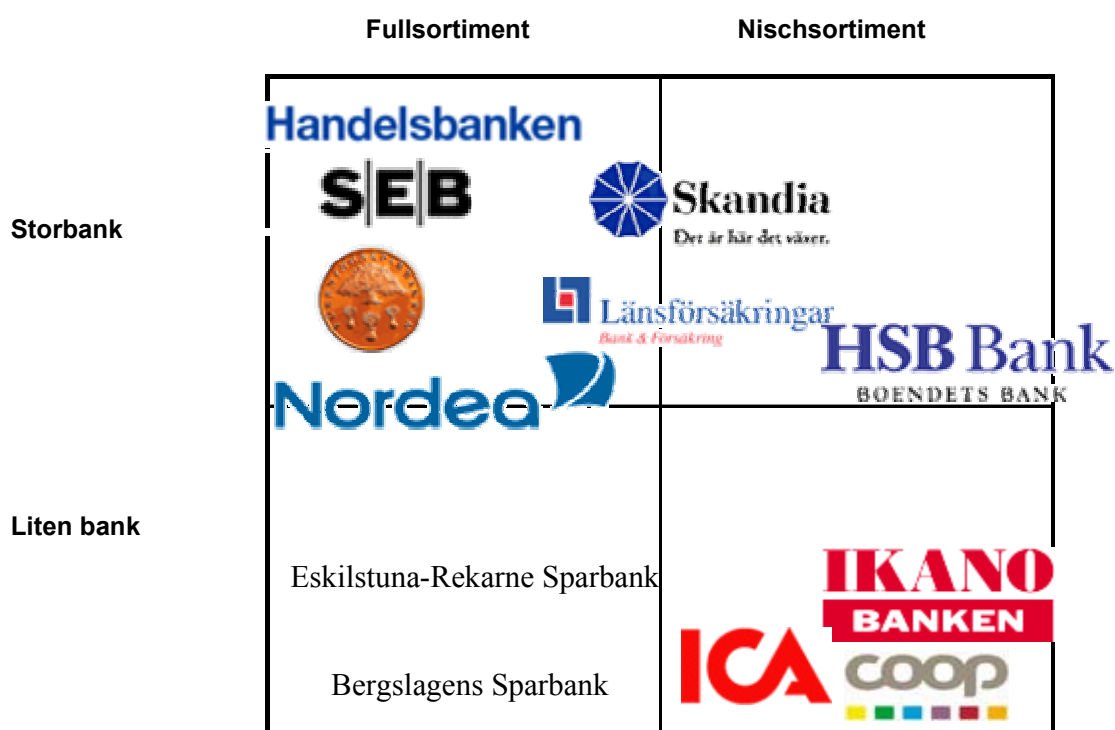 Fullsortiment Nischsortiment
Handelsbanken
S|E|B
Skandia
Det är här det växer.
Storbank
Länsförsäkringar
Bank & Försäkring
HSB Bank
BOENDETS BANK
Nordea
Liten bank
Eskilstuna-Rekarne Sparbank
IKANO
BANKEN
ICA
coop
Bergslagens Sparbank